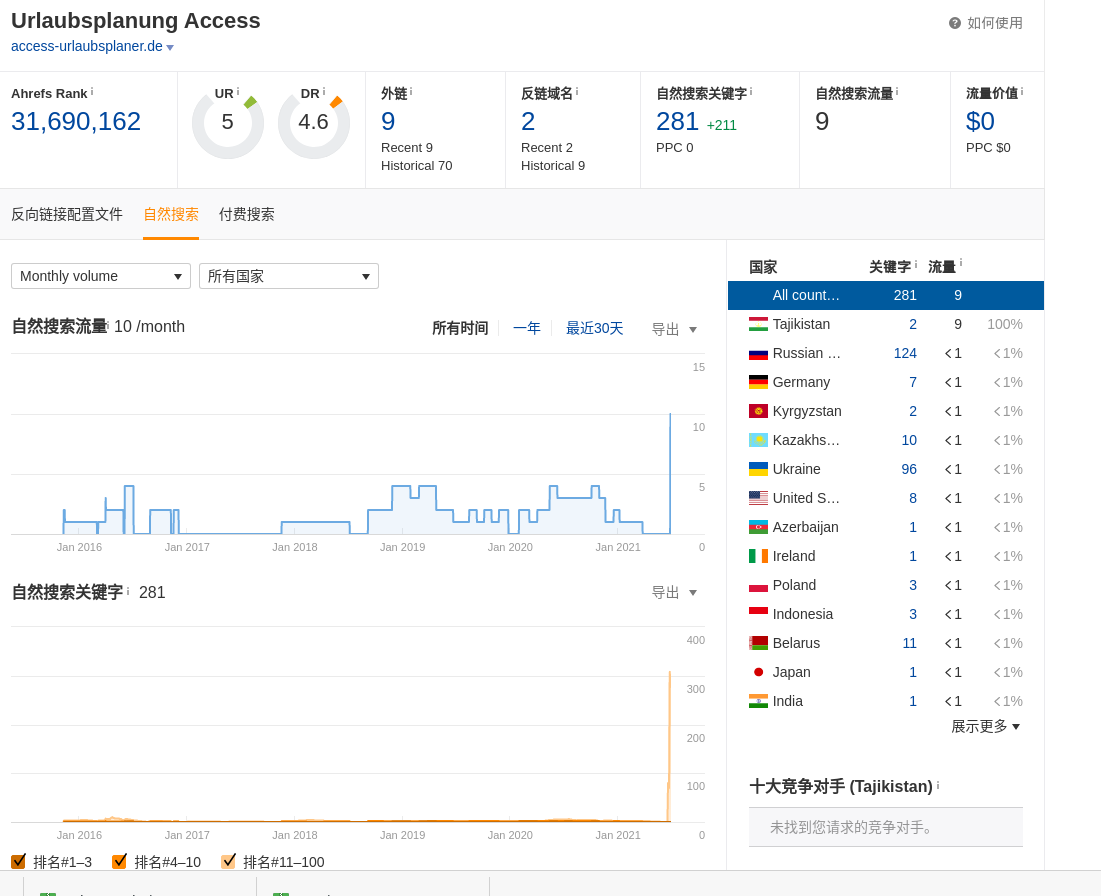 Urlaubsplanung Access
如何使用
access-urlaubsplaner.de
Ahrefs Rank
31,690,162
UR
5
DR
4.6
外链
9
Recent 9
Historical 70
反链域名
2
Recent 2
Historical 9
自然搜索关键字
281 +211
PPC 0
自然搜索流量
9
流量价值
$0
PPC $0
反向链接配置文件 自然搜索 付费搜索
Monthly volume 所有国家
自然搜索流量 10 /month
所有时间 一年 最近30天 导出
15
10
5
0
Jan 2016 Jan 2017 Jan 2018 Jan 2019 Jan 2020 Jan 2021
自然搜索关键字 281
导出
400
300
200
100
0
Jan 2016 Jan 2017 Jan 2018 Jan 2019 Jan 2020 Jan 2021
排名#1–3 排名#4–10 排名#11–100
国家 关键字 流量
All count… 281 9
Tajikistan 2 9 100%
Russian … 124 <1 <1%
Germany 7 <1 <1%
Kyrgyzstan 2 <1 <1%
Kazakhs… 10 <1 <1%
Ukraine 96 <1 <1%
United S… 8 <1 <1%
Azerbaijan 1 <1 <1%
Ireland 1 <1 <1%
Poland 3 <1 <1%
Indonesia 3 <1 <1%
Belarus 11 <1 <1%
Japan 1 <1 <1%
India 1 <1 <1%
展示更多
十大竞争对手 (Tajikistan)
未找到您请求的竞争对手。